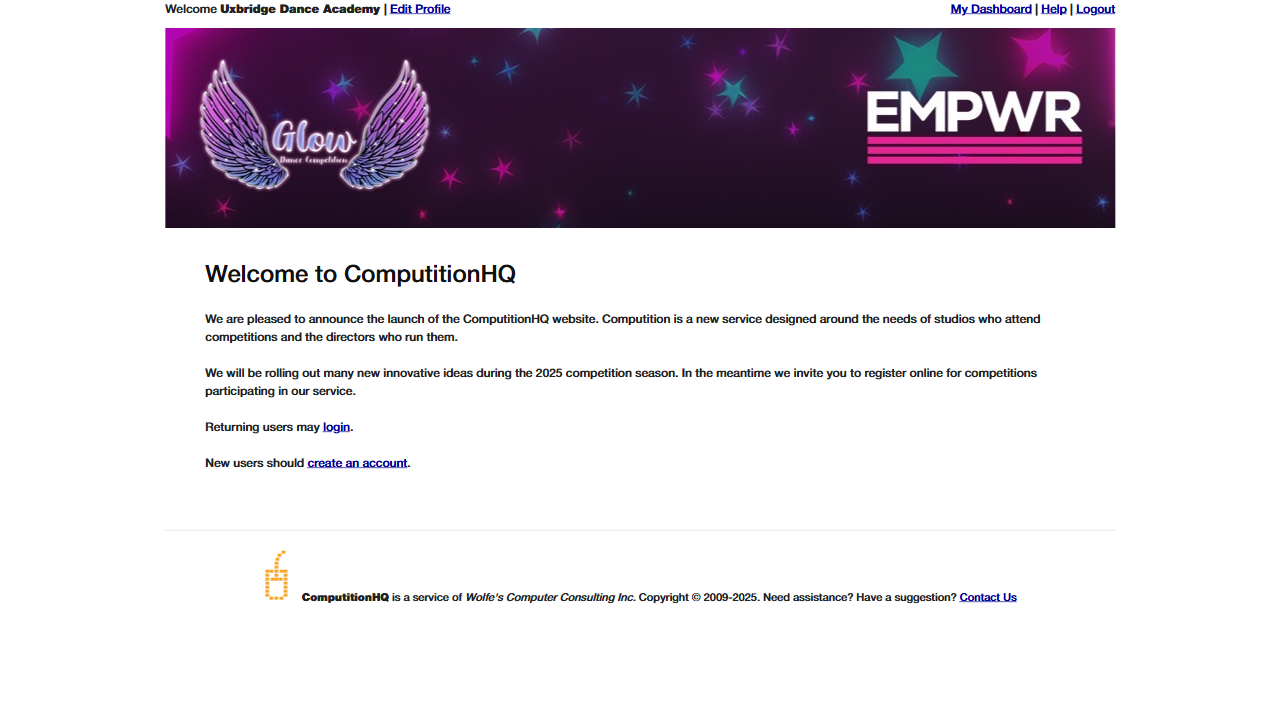 Welcome Uxbridge Dance Academy | Edit Profile
My Dashboard | Help | Logout
Glow
Dance Competition
EMPWR
Welcome to ComputitionHQ
We are pleased to announce the launch of the ComputitionHQ website. Computition is a new service designed around the needs of studios who attend
competitions and the directors who run them.
We will be rolling out many new innovative ideas during the 2025 competition season. In the meantime we invite you to register online for competitions
participating in our service.
Returning users may login.
New users should create an account.
ComputitionHQ is a service of Wolfe's Computer Consulting Inc. Copyright © 2009-2025. Need assistance? Have a suggestion? Contact Us